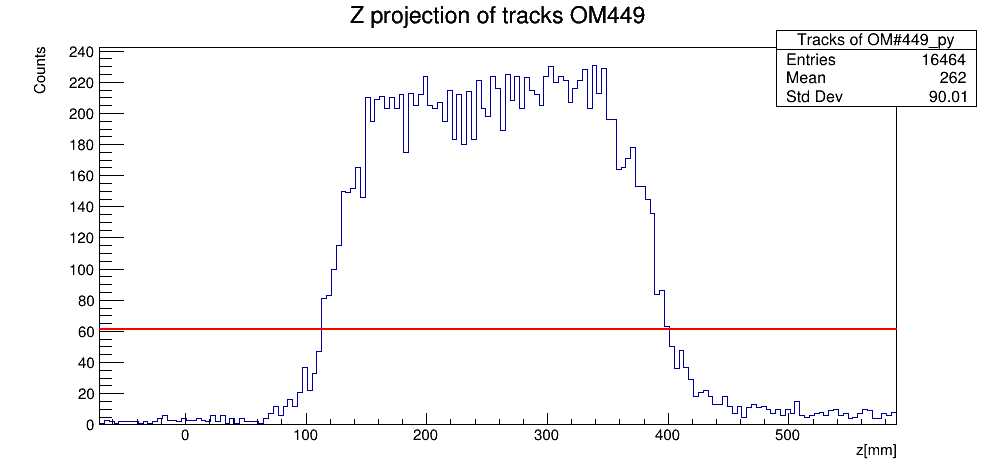 Z projection of tracks OM449
Tracks of OM#449_py
Entries 16464
Mean 262
Std Dev 90.01
Counts
240
220
200
180
160
140
120
100
80
60
40
20
0
0 100 200 300 400 500
z[mm]